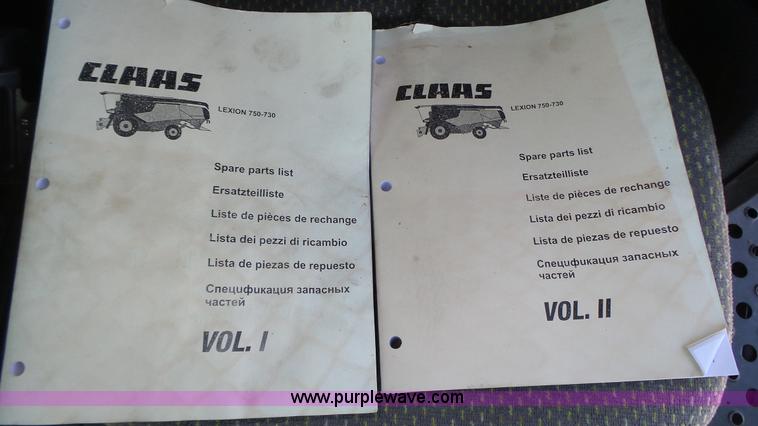 CLAAS
LEXION 750-730
Spare parts list
Ersatzteilliste
Liste de pièces de rechange
Lista dei pezzi di ricambio
Lista de piezas de repuesto
Спецификация запасных
частей
VOL. I
CLAAS
LEXION 750-730
Spare parts list
Ersatzteilliste
Liste de pièces de rechange
Lista dei pezzi di ricambio
Lista de piezas de repuesto
Спецификация запасных
частей
VOL. II
www.purplewave.com